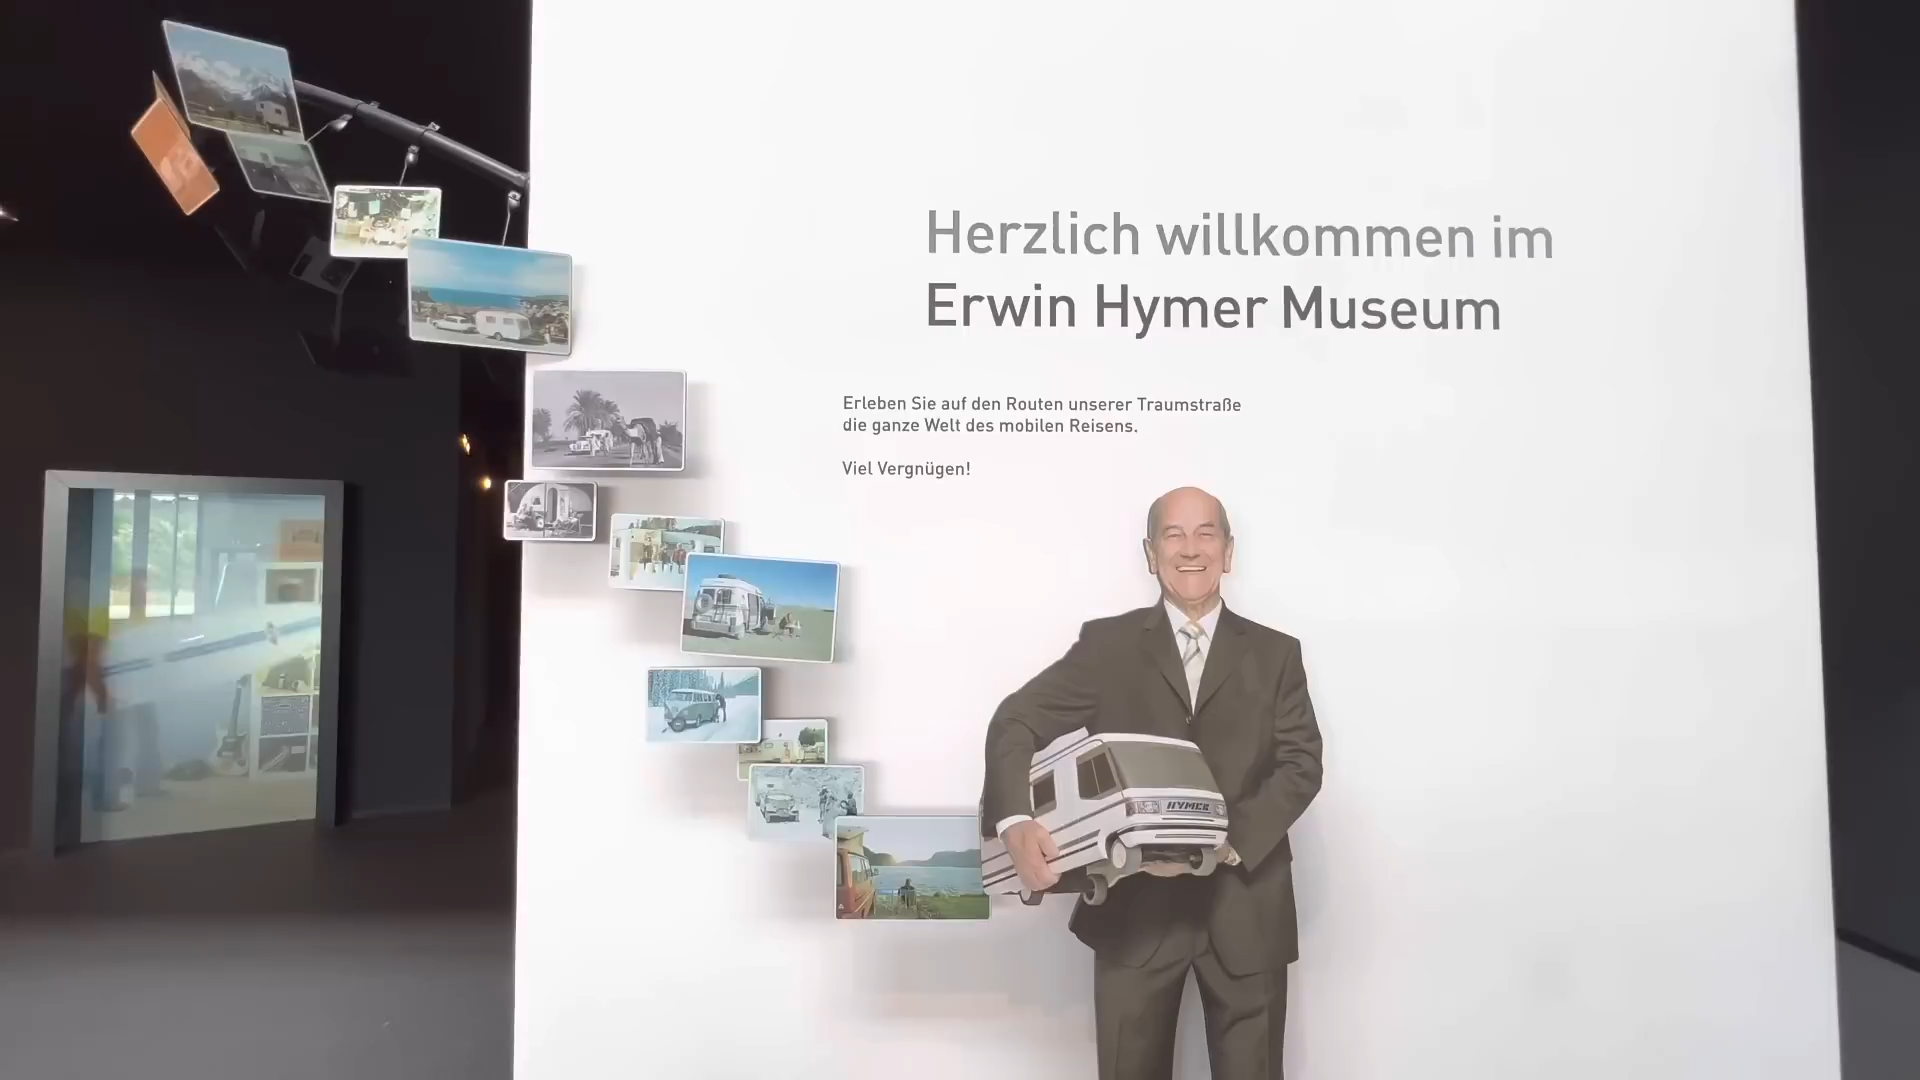 Herzlich willkommen im
Erwin Hymer Museum
Erleben Sie auf den Routen unserer Traumstraße
die ganze Welt des mobilen Reisens.
Viel Vergnügen!
HYMER